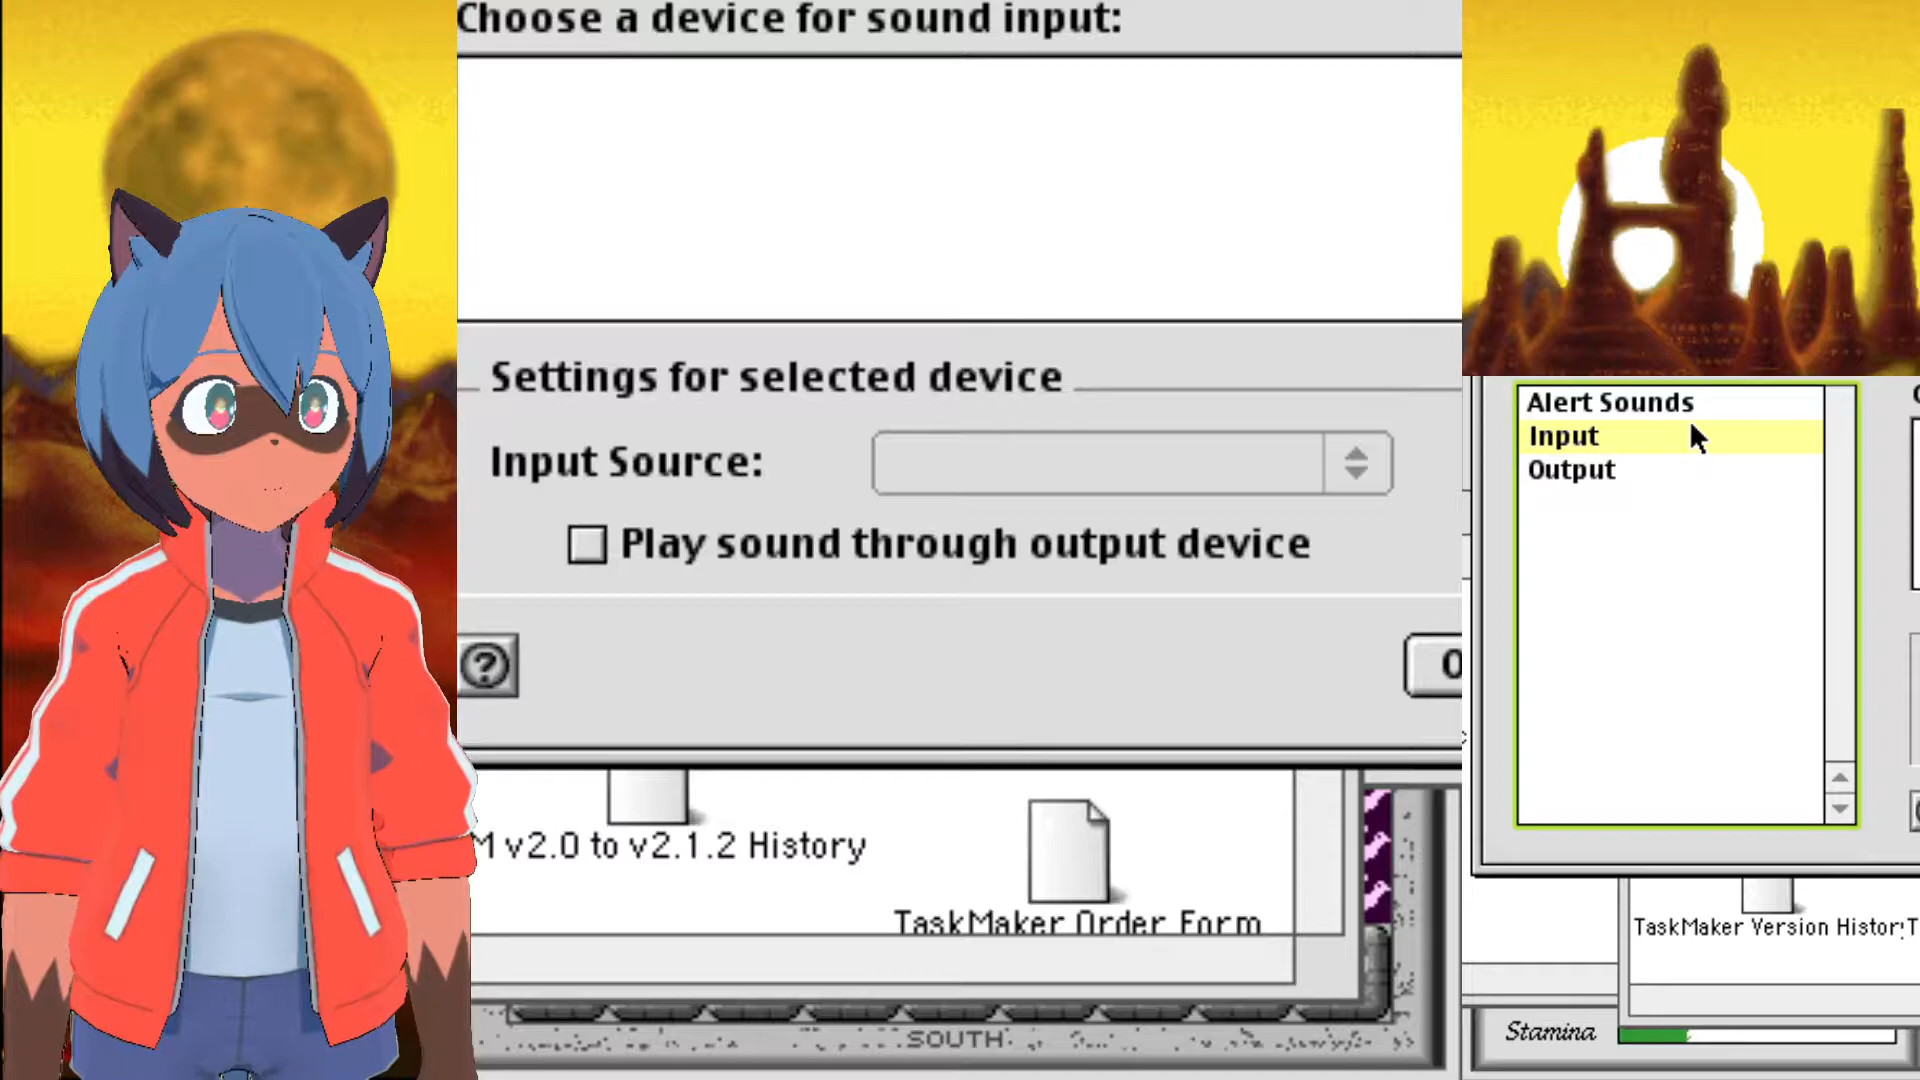 Choose a device for sound input:
Settings for selected device
Input Source:
Play sound through output device
?
M v2.0 to v2.1.2 History
TaskMaker Order Form
SOUTH
Alert Sounds
Input
Output
TaskMaker Version History
Stamina